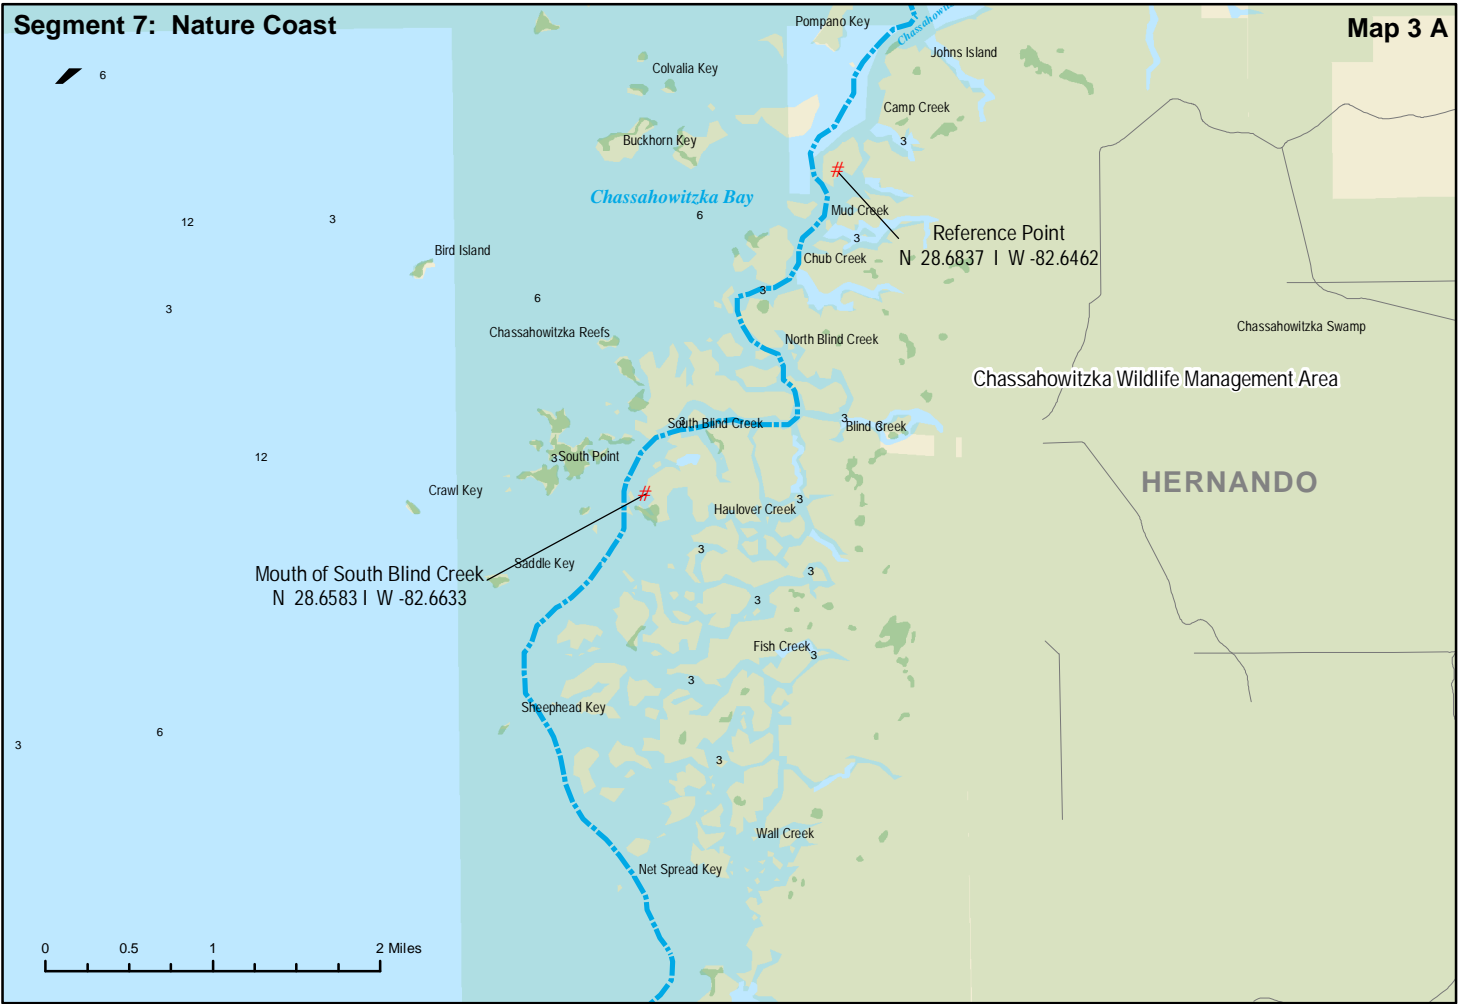 Segment 7: Nature Coast
Map 3 A
Pompano Key
Chassahowitz
Johns Island
6
Colvalia Key
Camp Creek
Buckhorn Key
3
#
Chassahowitzka Bay
6
Mud Creek
12
3
Reference Point
N 28.6837 I W -82.6462
3
Bird Island
Chub Creek
3
6
3
Chassahowitzka Reefs
North Blind Creek
Chassahowitzka Swamp
Chassahowitzka Wildlife Management Area
3
South Blind Creek
3
Blind Creek
3
12
3
South Point
HERNANDO
Crawl Key
#
3
Haulover Creek
3
Saddle Key
Mouth of South Blind Creek
N 28.6583 I W -82.6633
3
3
Fish Creek
3
3
Sheephead Key
3
6
3
Wall Creek
Net Spread Key
0 0.5 1 2 Miles